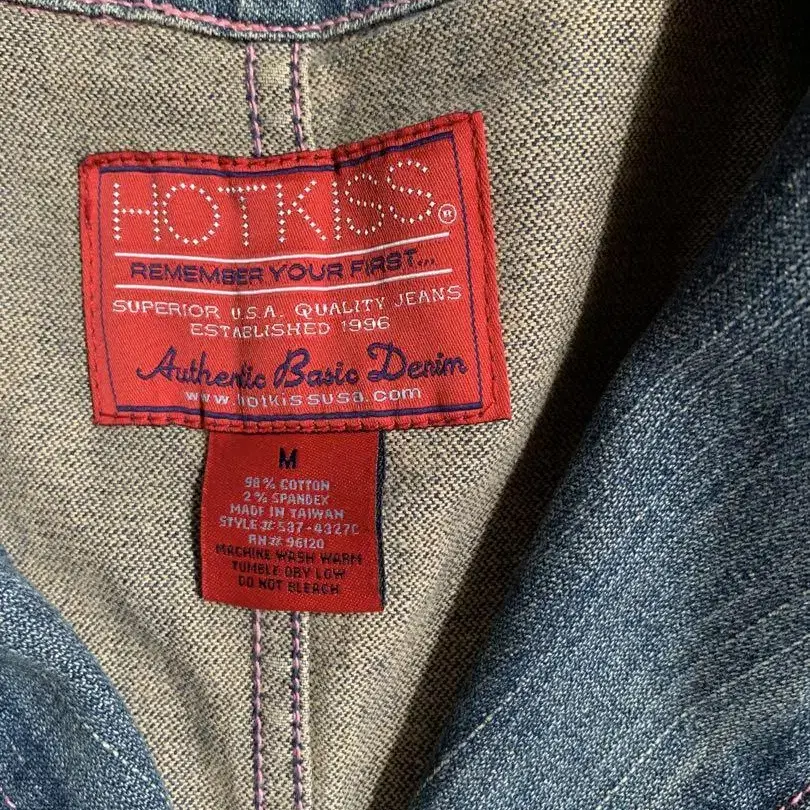 HOTKISS®
REMEMBER YOUR FIRST...
SUPERIOR U.S.A. QUALITY JEANS
ESTABLISHED 1996
Authentic Basic Denim
www.hotkissusa.com
M
98% COTTON
2% SPANDEX
MADE IN TAIWAN
STYLE # 537-4327C
RN# 96120
MACHINE WASH WARM
TUMBLE DRY LOW
DO NOT BLEACH